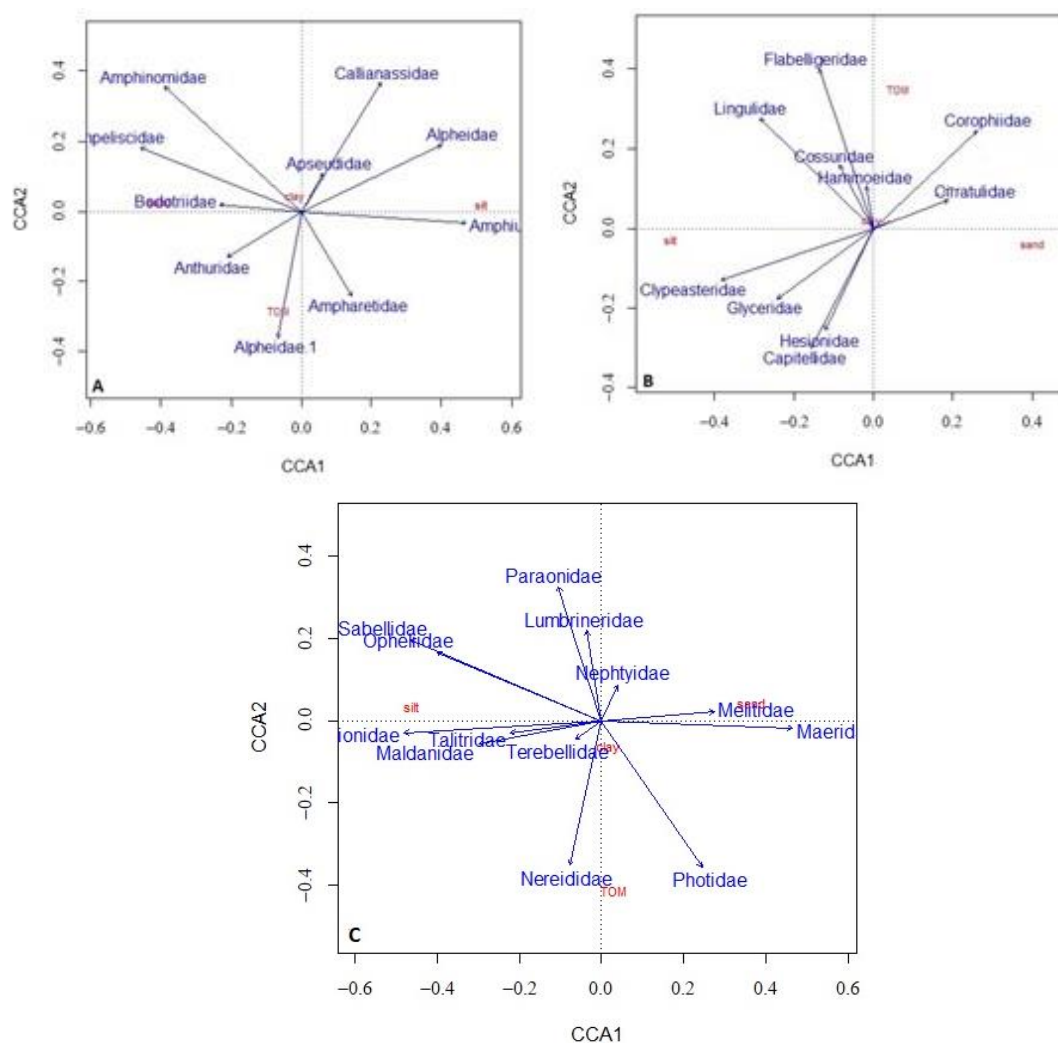 0.4
0.2
0.0
−0.2
−0.4
CCA2
Amphinomidae
Callianassidae
mpeliscidae
Alpheidae
Apseudidae
clay
Bodotriidae
silt
Amphiu
Anthuridae
Ampharetidae
TOM
Alpheidae.1
A
−0.6
−0.4
−0.2
0.0
0.2
0.4
0.6
CCA1
0.4
0.2
0.0
−0.2
−0.4
CCA2
Flabelligeridae
TOM
Lingulidae
Corophiidae
Cossuridae
Hammoeidae
Cirratulidae
silt
sand
Clypeasteridae
Glyceridae
Hesionidae
Capitellidae
B
−0.4
−0.2
0.0
0.2
0.4
CCA1
0.4
0.2
0.0
−0.2
−0.4
CCA2
Paraonidae
Sabellidae
Lumbrineridae
Opheliidae
Nephtyidae
silt
sand
Melitidae
ionidae
Talitridae
Maerid
Maldanidae
Terebellidae
clay
Nereididae
Photidae
TOM
C
−0.6
−0.4
−0.2
0.0
0.2
0.4
0.6
CCA1